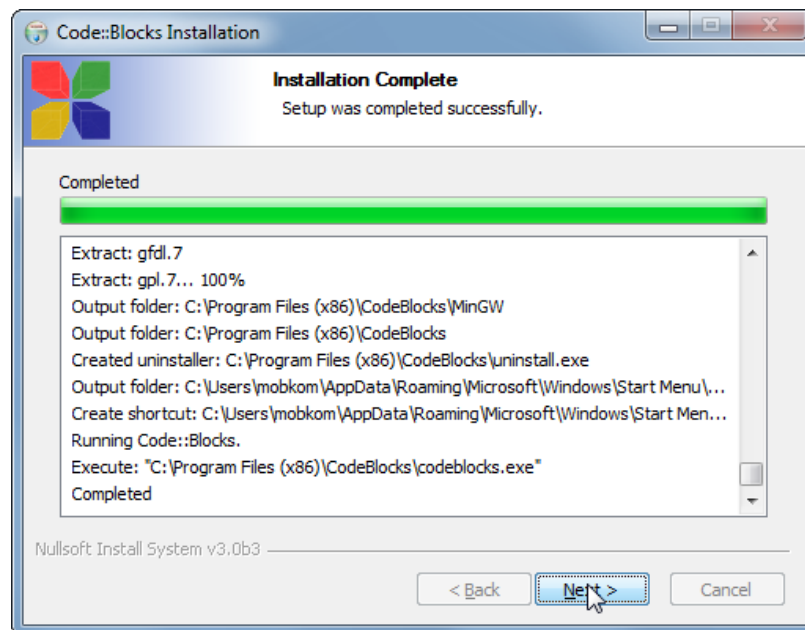 Code::Blocks Installation
Installation Complete
Setup was completed successfully.
Completed
Extract: gfdl.7
Extract: gpl.7... 100%
Output folder: C:\Program Files (x86)\CodeBlocks\MinGW
Output folder: C:\Program Files (x86)\CodeBlocks
Created uninstaller: C:\Program Files (x86)\CodeBlocks\uninstall.exe
Output folder: C:\Users\mobkom\AppData\Roaming\Microsoft\Windows\Start Menu\...
Create shortcut: C:\Users\mobkom\AppData\Roaming\Microsoft\Windows\Start Men...
Running Code::Blocks.
Execute: "C:\Program Files (x86)\CodeBlocks\codeblocks.exe"
Completed
Nullsoft Install System v3.0b3
< Back Next > Cancel